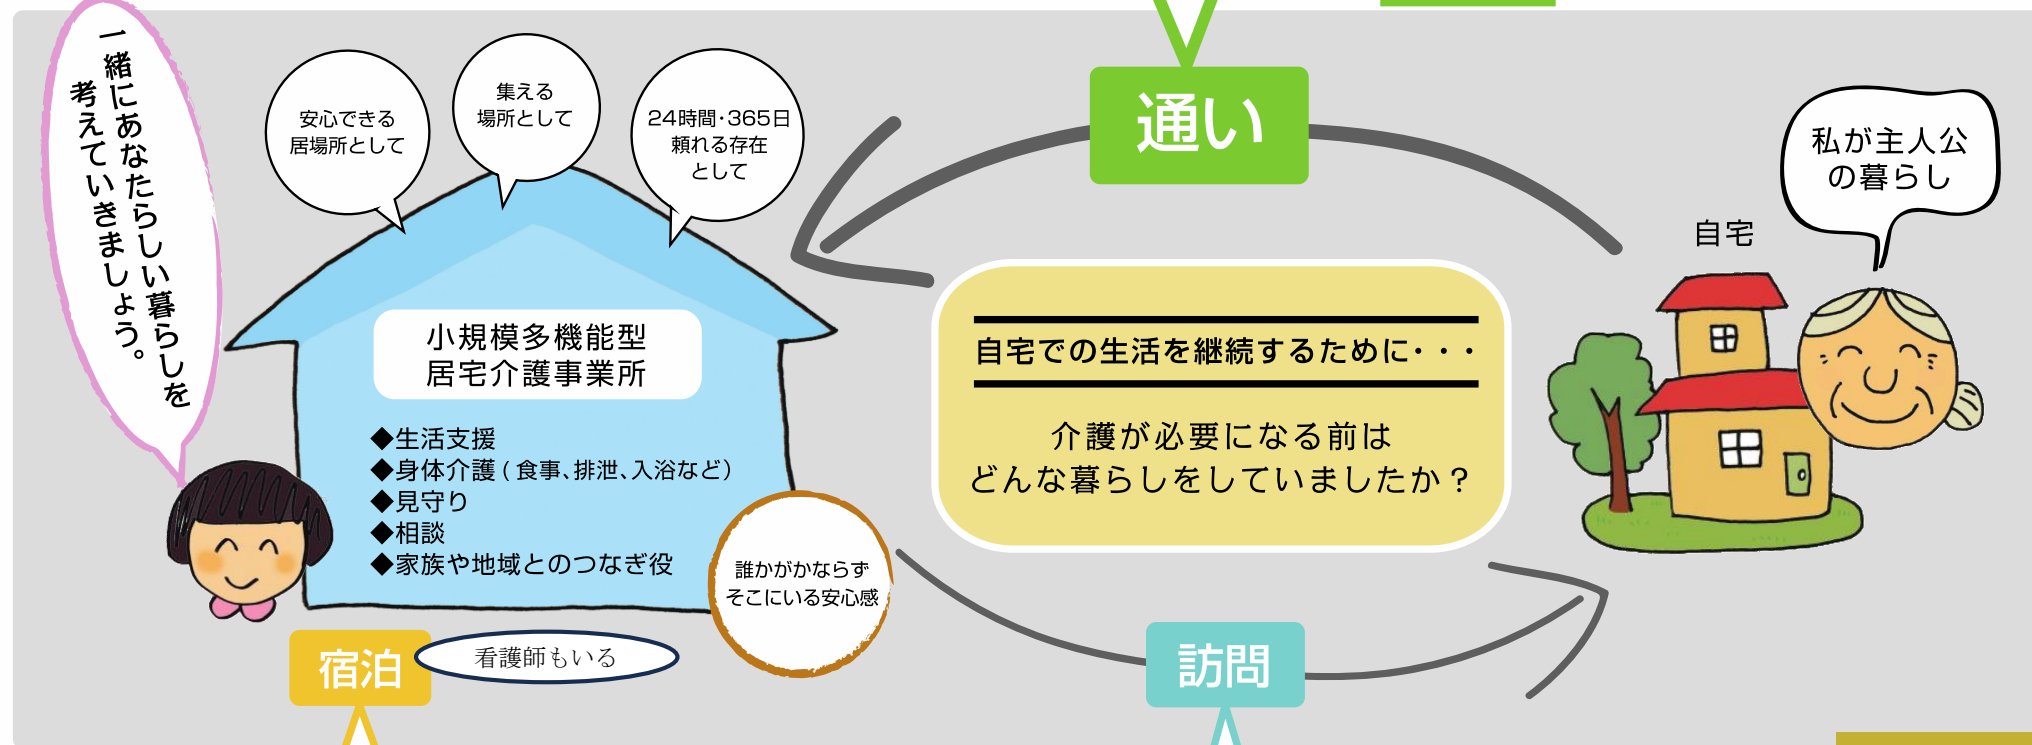 一緒にあなたらしい暮らしを
考えていきましょう。
安心できる
居場所として
集える
場所として
24時間・365日
頼れる存在
として
通い
私が主人公
の暮らし
自宅
小規模多機能型
居宅介護事業所
◆生活支援
◆身体介護(食事、排泄、入浴など)
◆見守り
◆相談
◆家族や地域とのつなぎ役
自宅での生活を継続するために・・・
介護が必要になる前は
どんな暮らしをしていましたか？
誰かがかならず
そこにいる安心感
宿泊
看護師もいる
訪問